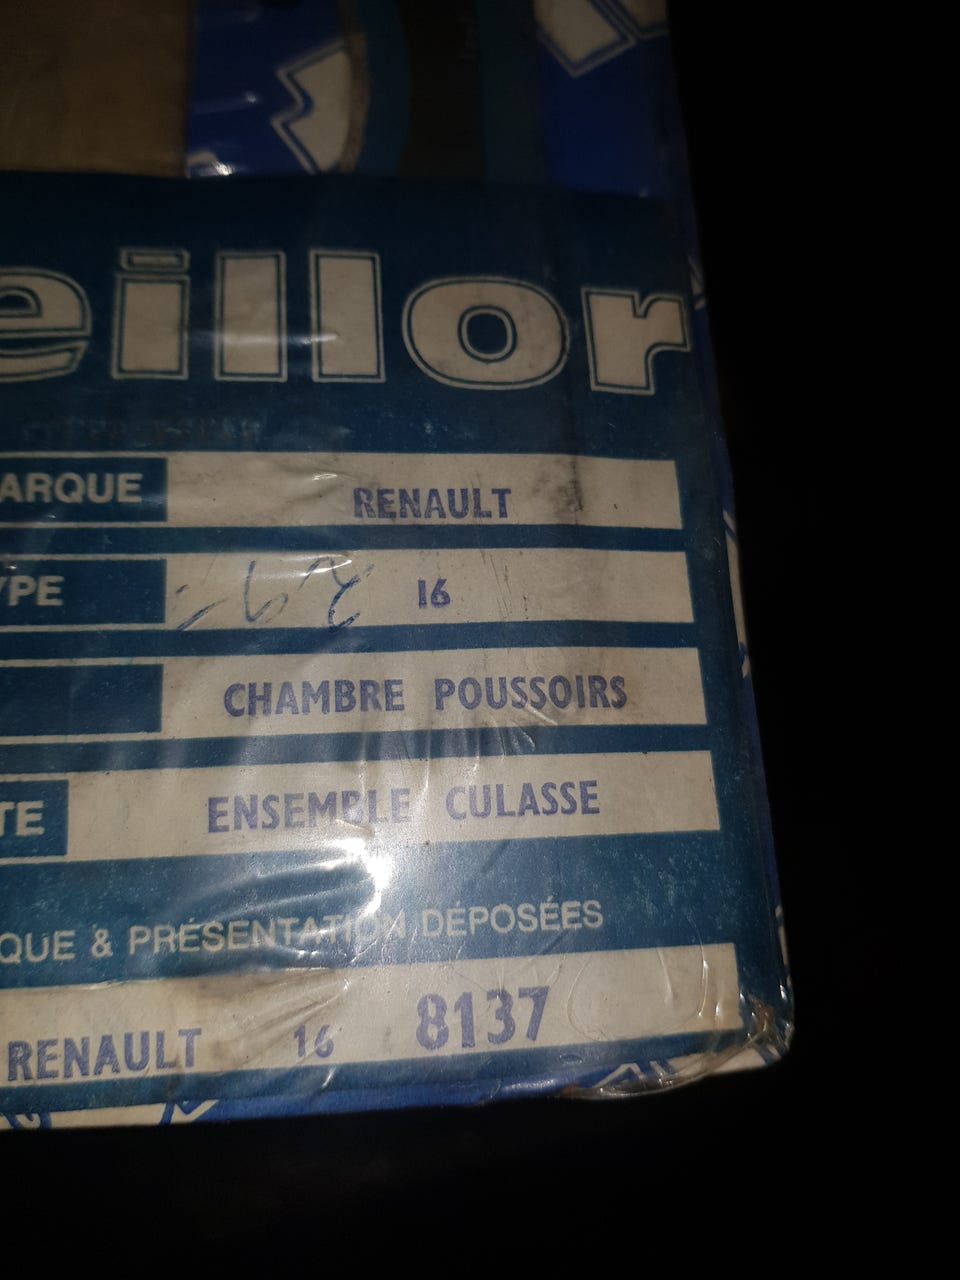 eillor
ARQUE RENAULT
YPE 16
CHAMBRE POUSSOIRS
TE ENSEMBLE CULASSE
QUE & PRÉSENTATION DÉPOSÉES
RENAULT 16 8137